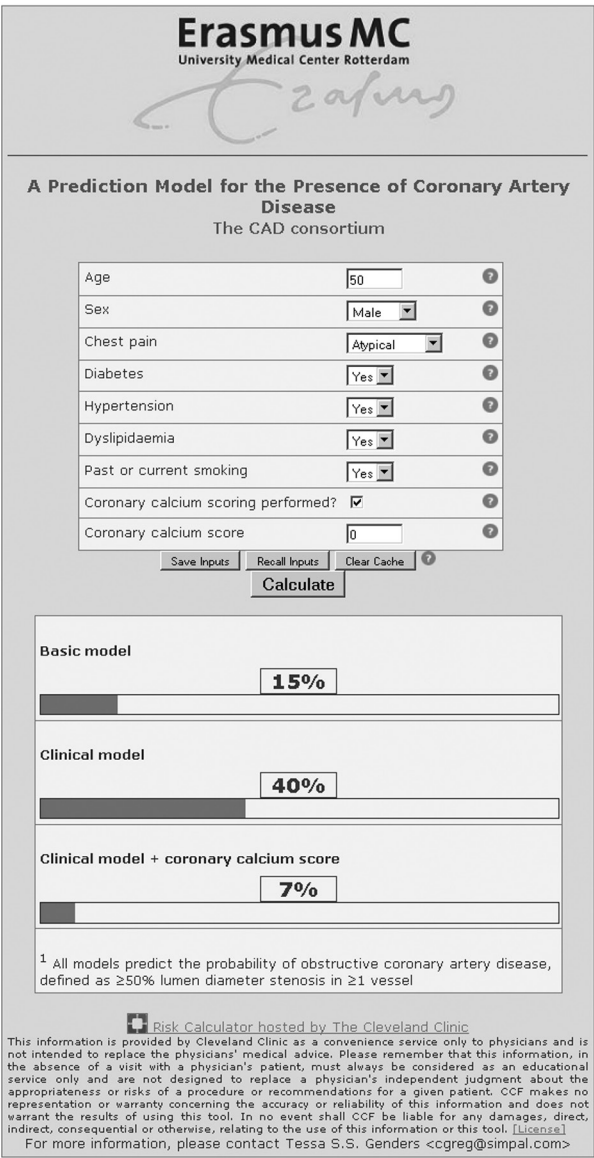 Erasmus MC
University Medical Center Rotterdam
Erasmus
A Prediction Model for the Presence of Coronary Artery
Disease
The CAD consortium
Age 50 ?
Sex Male ?
Chest pain Atypical ?
Diabetes Yes ?
Hypertension Yes ?
Dyslipidaemia Yes ?
Past or current smoking Yes ?
Coronary calcium scoring performed? ?
Coronary calcium score 0 ?
Save Inputs Recall Inputs Clear Cache ?
Calculate
Basic model
15%
Clinical model
40%
Clinical model + coronary calcium score
7%
1 All models predict the probability of obstructive coronary artery disease,
defined as ≥50% lumen diameter stenosis in ≥1 vessel
Risk Calculator hosted by The Cleveland Clinic
This information is provided by Cleveland Clinic as a convenience service only to physicians and is
not intended to replace the physicians' medical advice. Please remember that this information, in
the absence of a visit with a physician's patient, must always be considered as an educational
service only and are not designed to replace a physician's independent judgment about the
appropriateness or risks of a procedure or recommendations for a given patient. CCF makes no
representation or warranty concerning the accuracy or reliability of this information and does not
warrant the results of using this tool. In no event shall CCF be liable for any damages, direct,
indirect, consequential or otherwise, relating to the use of this information or this tool. [License]
For more information, please contact Tessa S.S. Genders <cgreg@simpal.com>